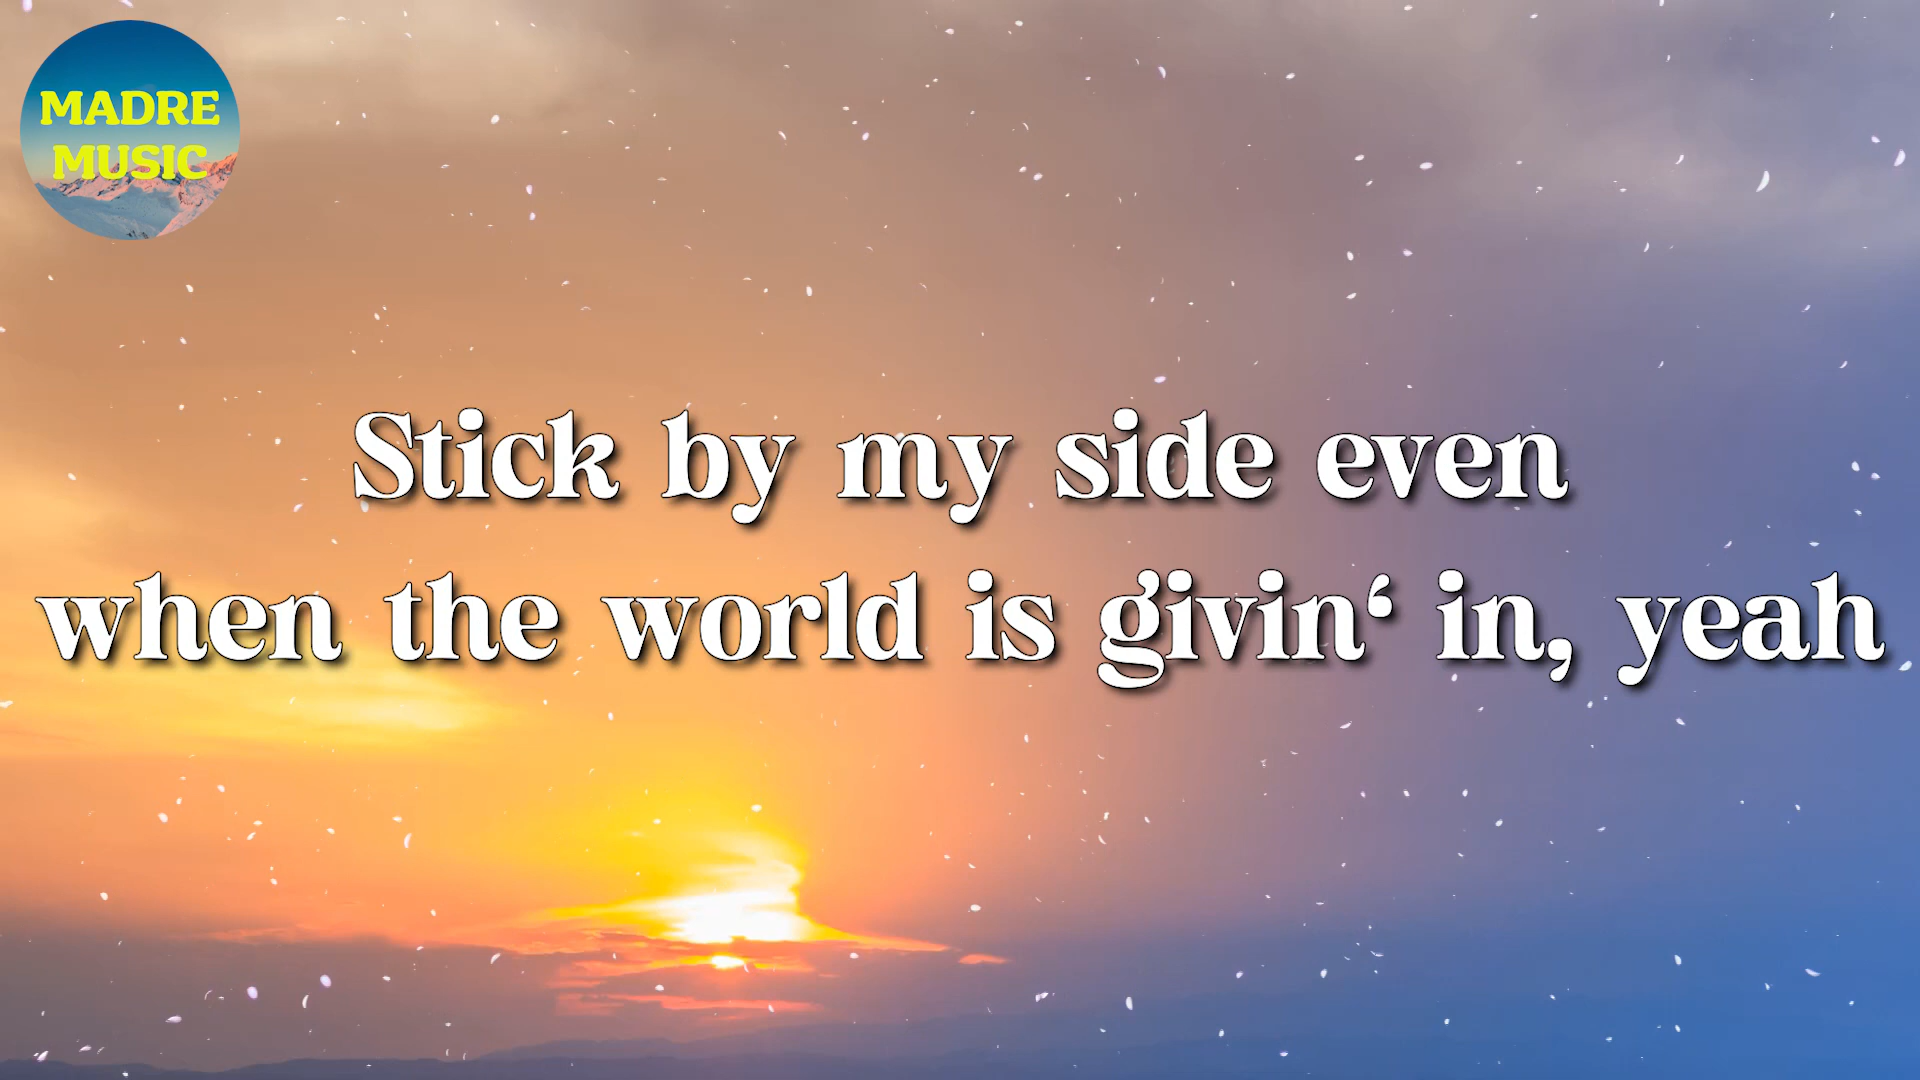 MADRE
MUSIC
Stick by my side even
when the world is givin‘ in, yeah